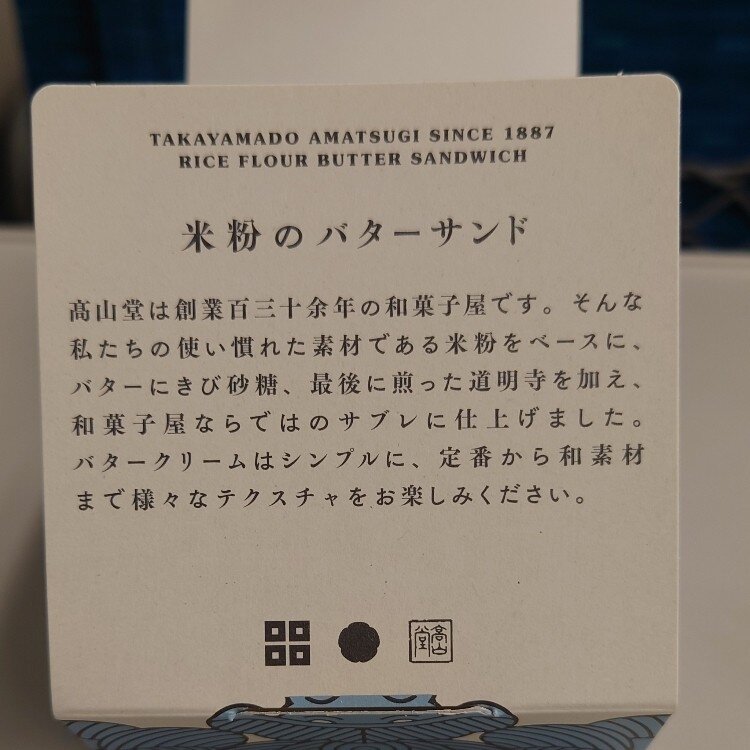 TAKAYAMADO AMATSUGI SINCE 1887
RICE FLOUR BUTTER SANDWICH
米粉のバターサンド
髙山堂は創業百三十余年の和菓子屋です。そんな
私たちの使い慣れた素材である米粉をベースに、
バターにきび砂糖、最後に煎った道明寺を加え、
和菓子屋ならではのサブレに仕上げました。
バタークリームはシンプルに、定番から和素材
まで様々なテクスチャをお楽しみください。
髙山堂